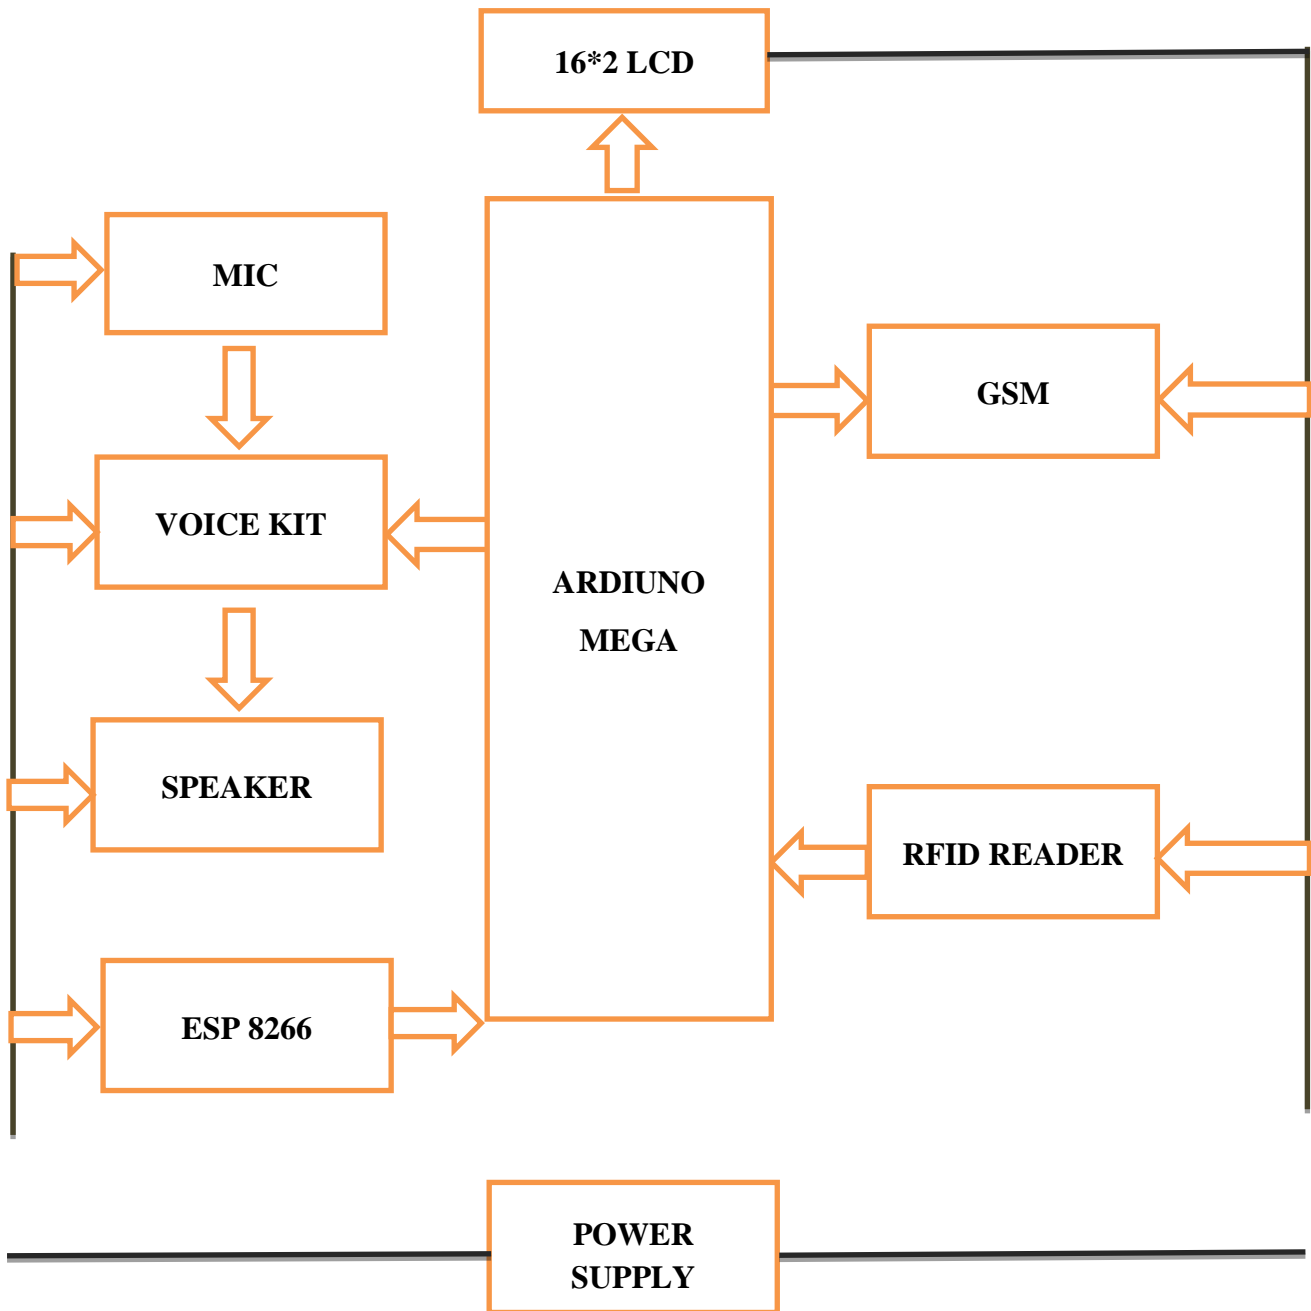 16*2 LCD
MIC
GSM
VOICE KIT
ARDIUNO
MEGA
SPEAKER
RFID READER
ESP 8266
POWER
SUPPLY